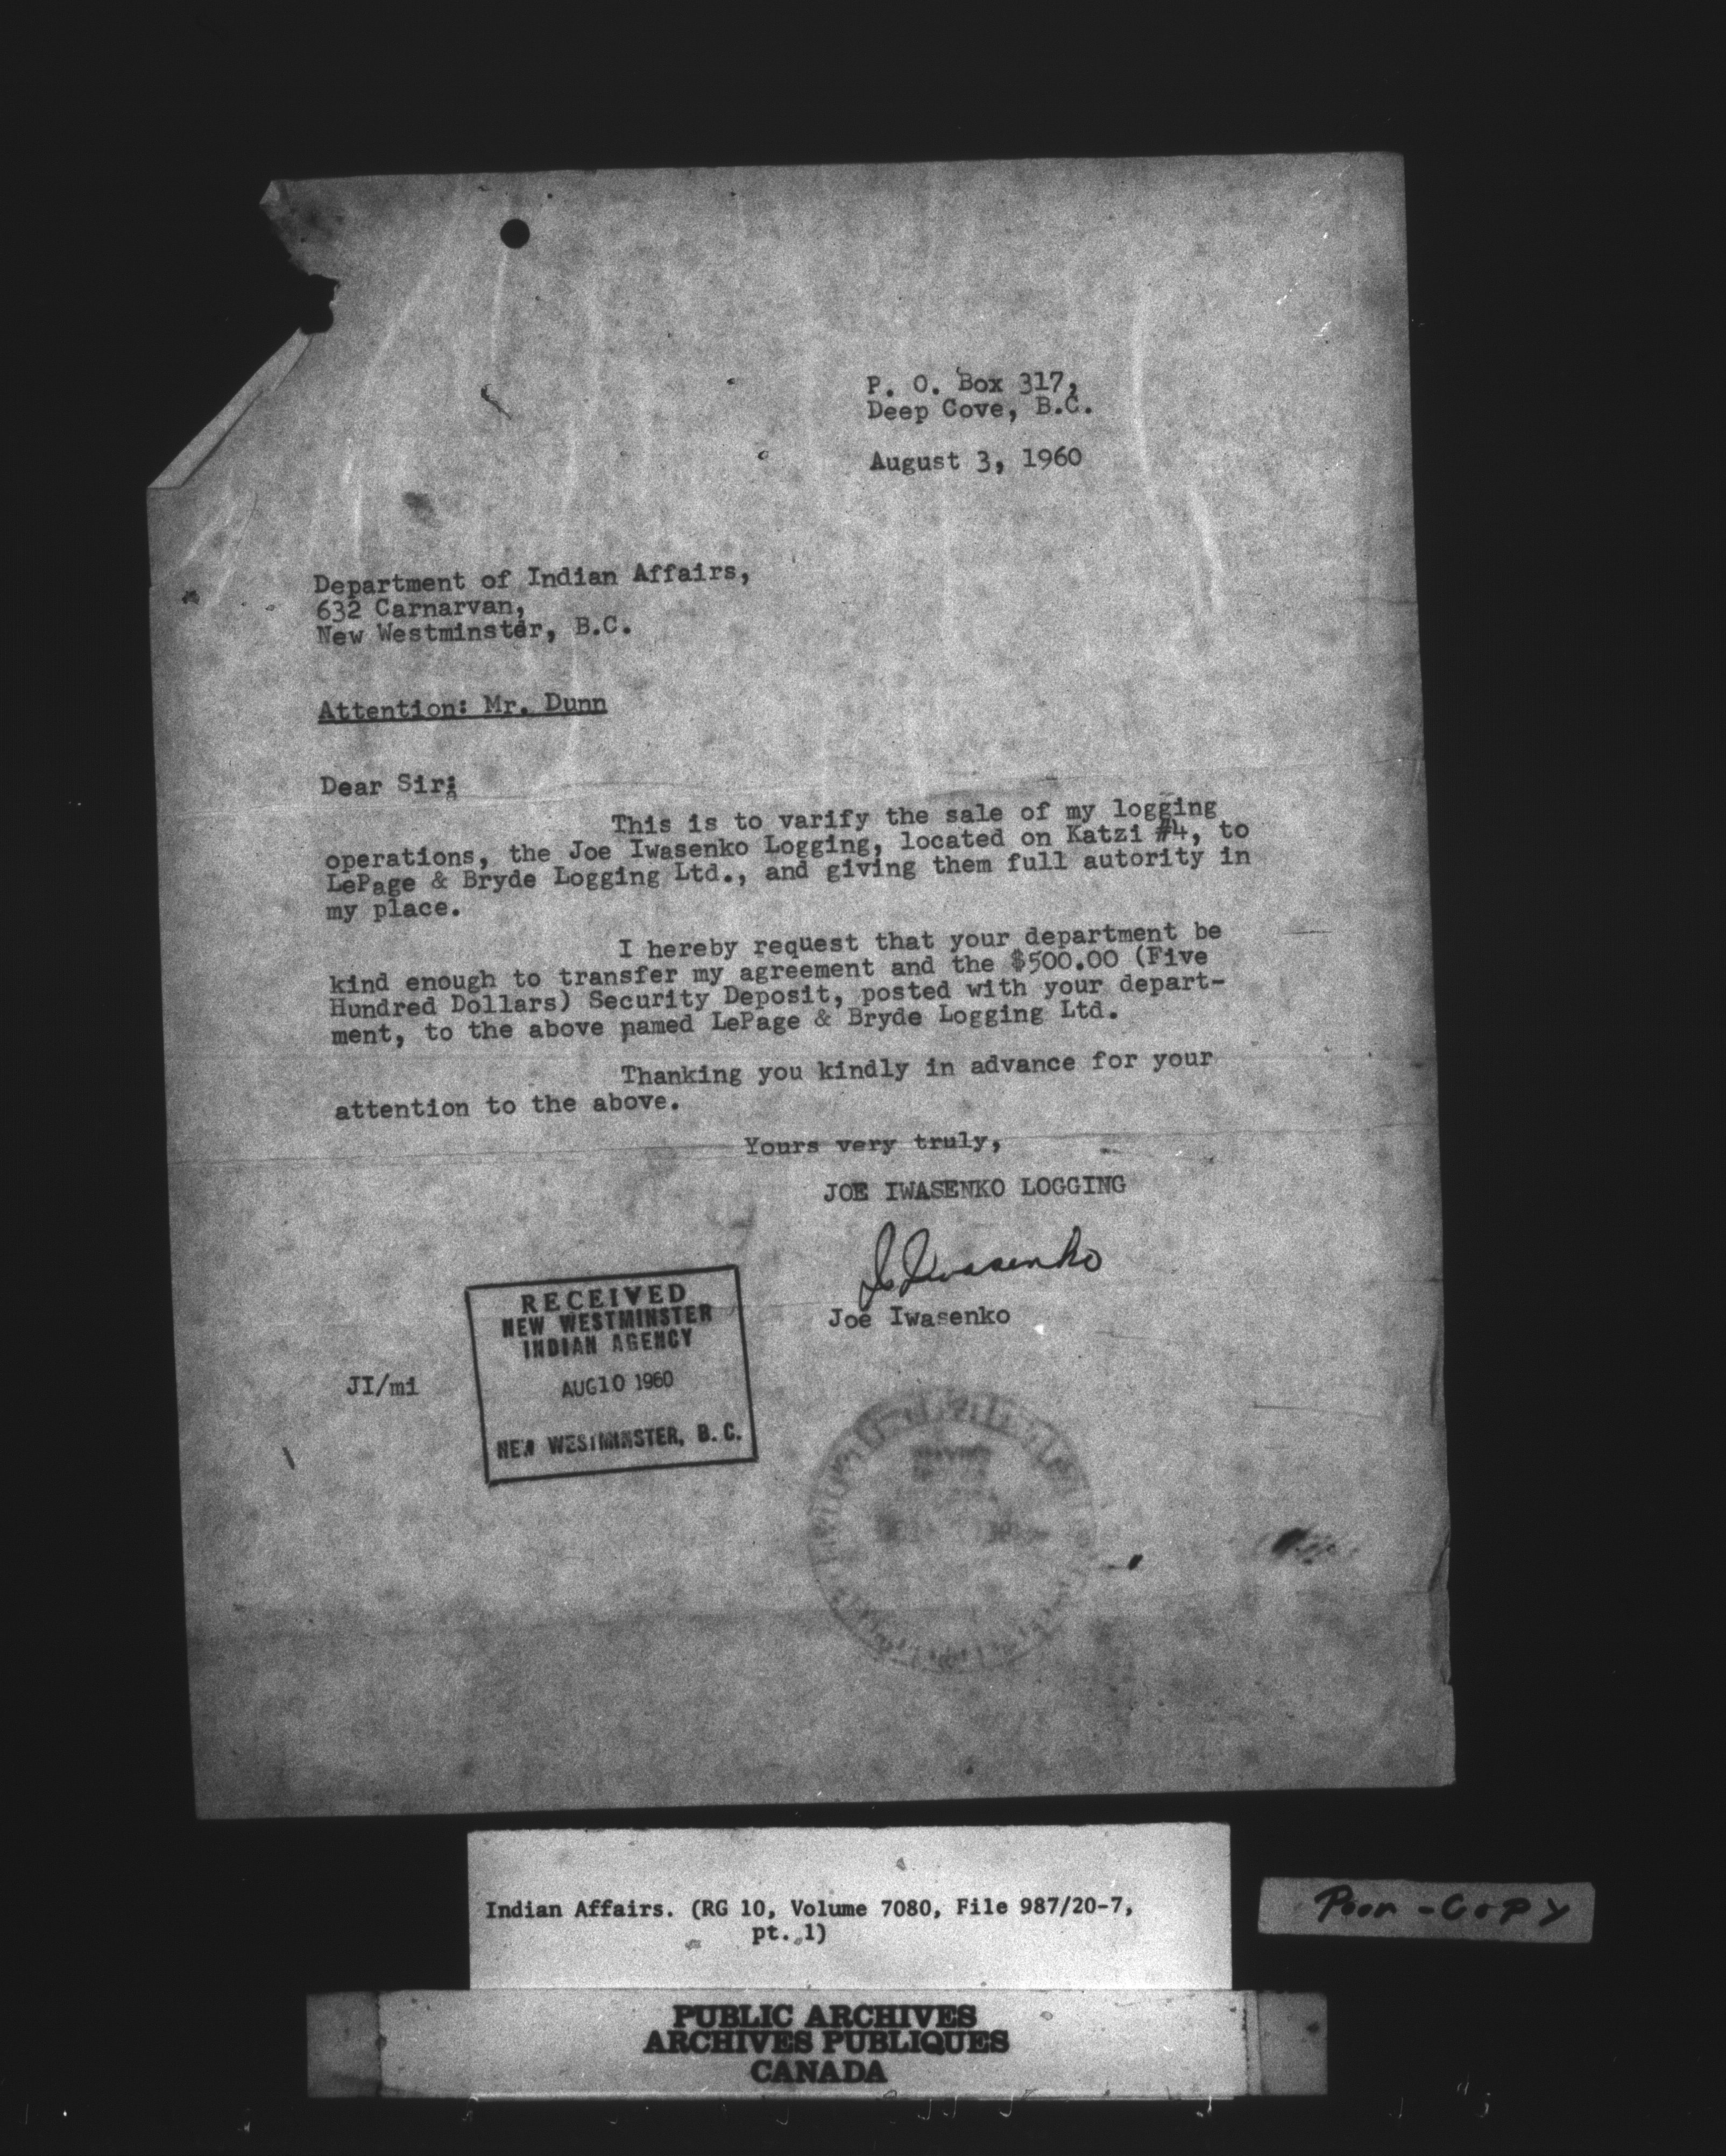 P. O. Box 317,
Deep Cove, B.C.
August 3, 1960
Department of Indian Affairs,
632 Carnarvan,
New Westminster, B.C.
Attention: Mr. Dunn
Dear Sir:
This is to varify the sale of my logging
operations, the Joe Iwasenko Logging, located on Katzi #4, to
LePage & Bryde Logging Ltd., and giving them full autority in
my place.
I hereby request that your department be
kind enough to transfer my agreement and the $500.00 (Five
Hundred Dollars) Security Deposit, posted with your depart-
ment, to the above named LePage & Bryde Logging Ltd.
Thanking you kindly in advance for your
attention to the above.
Yours very truly,
JOE IWASENKO LOGGING
J. Iwasenko
Joe Iwasenko
RECEIVED
NEW WESTMINSTER
INDIAN AGENCY
AUG 10 1960
NEW WESTMINSTER, B. C.
JI/mi
Indian Affairs. (RG 10, Volume 7080, File 987/20-7,
pt. 1)
Poor - Copy
PUBLIC ARCHIVES
ARCHIVES PUBLIQUES
CANADA